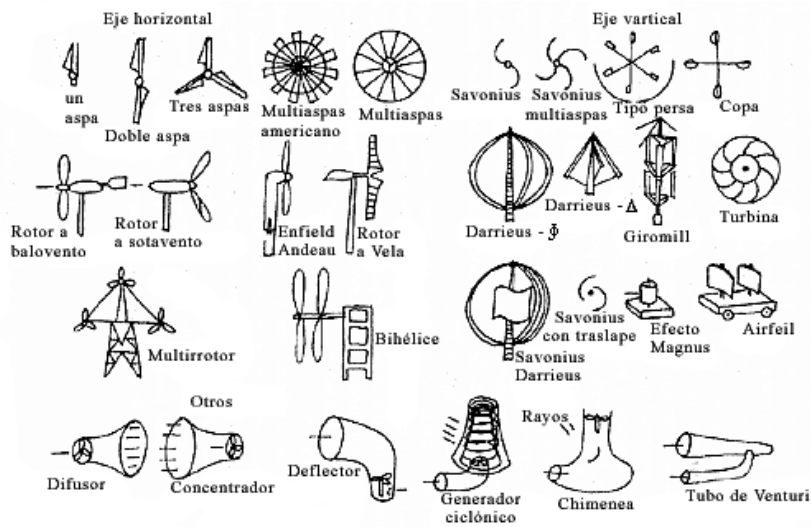 Eje horizontal
un
aspa
Doble aspa
Tres aspas
Multiaspas
americano
Multiaspas
Rotor a
balovento
Rotor
a sotavento
Enfield
Andeau
Rotor
a Vela
Multirrotor
Bihélice
Eje vartical
Savonius
Savonius
multiaspas
Tipo persa
Copa
Darrieus - ϕ
Darrieus - Δ
Giromill
Turbina
Savonius
Darrieus
Savonius
con traslape
Efecto
Magnus
Airfeil
Otros
Difusor
Concentrador
Deflector
Generador
ciclónico
Rayos
Chimenea
Tubo de Venturi